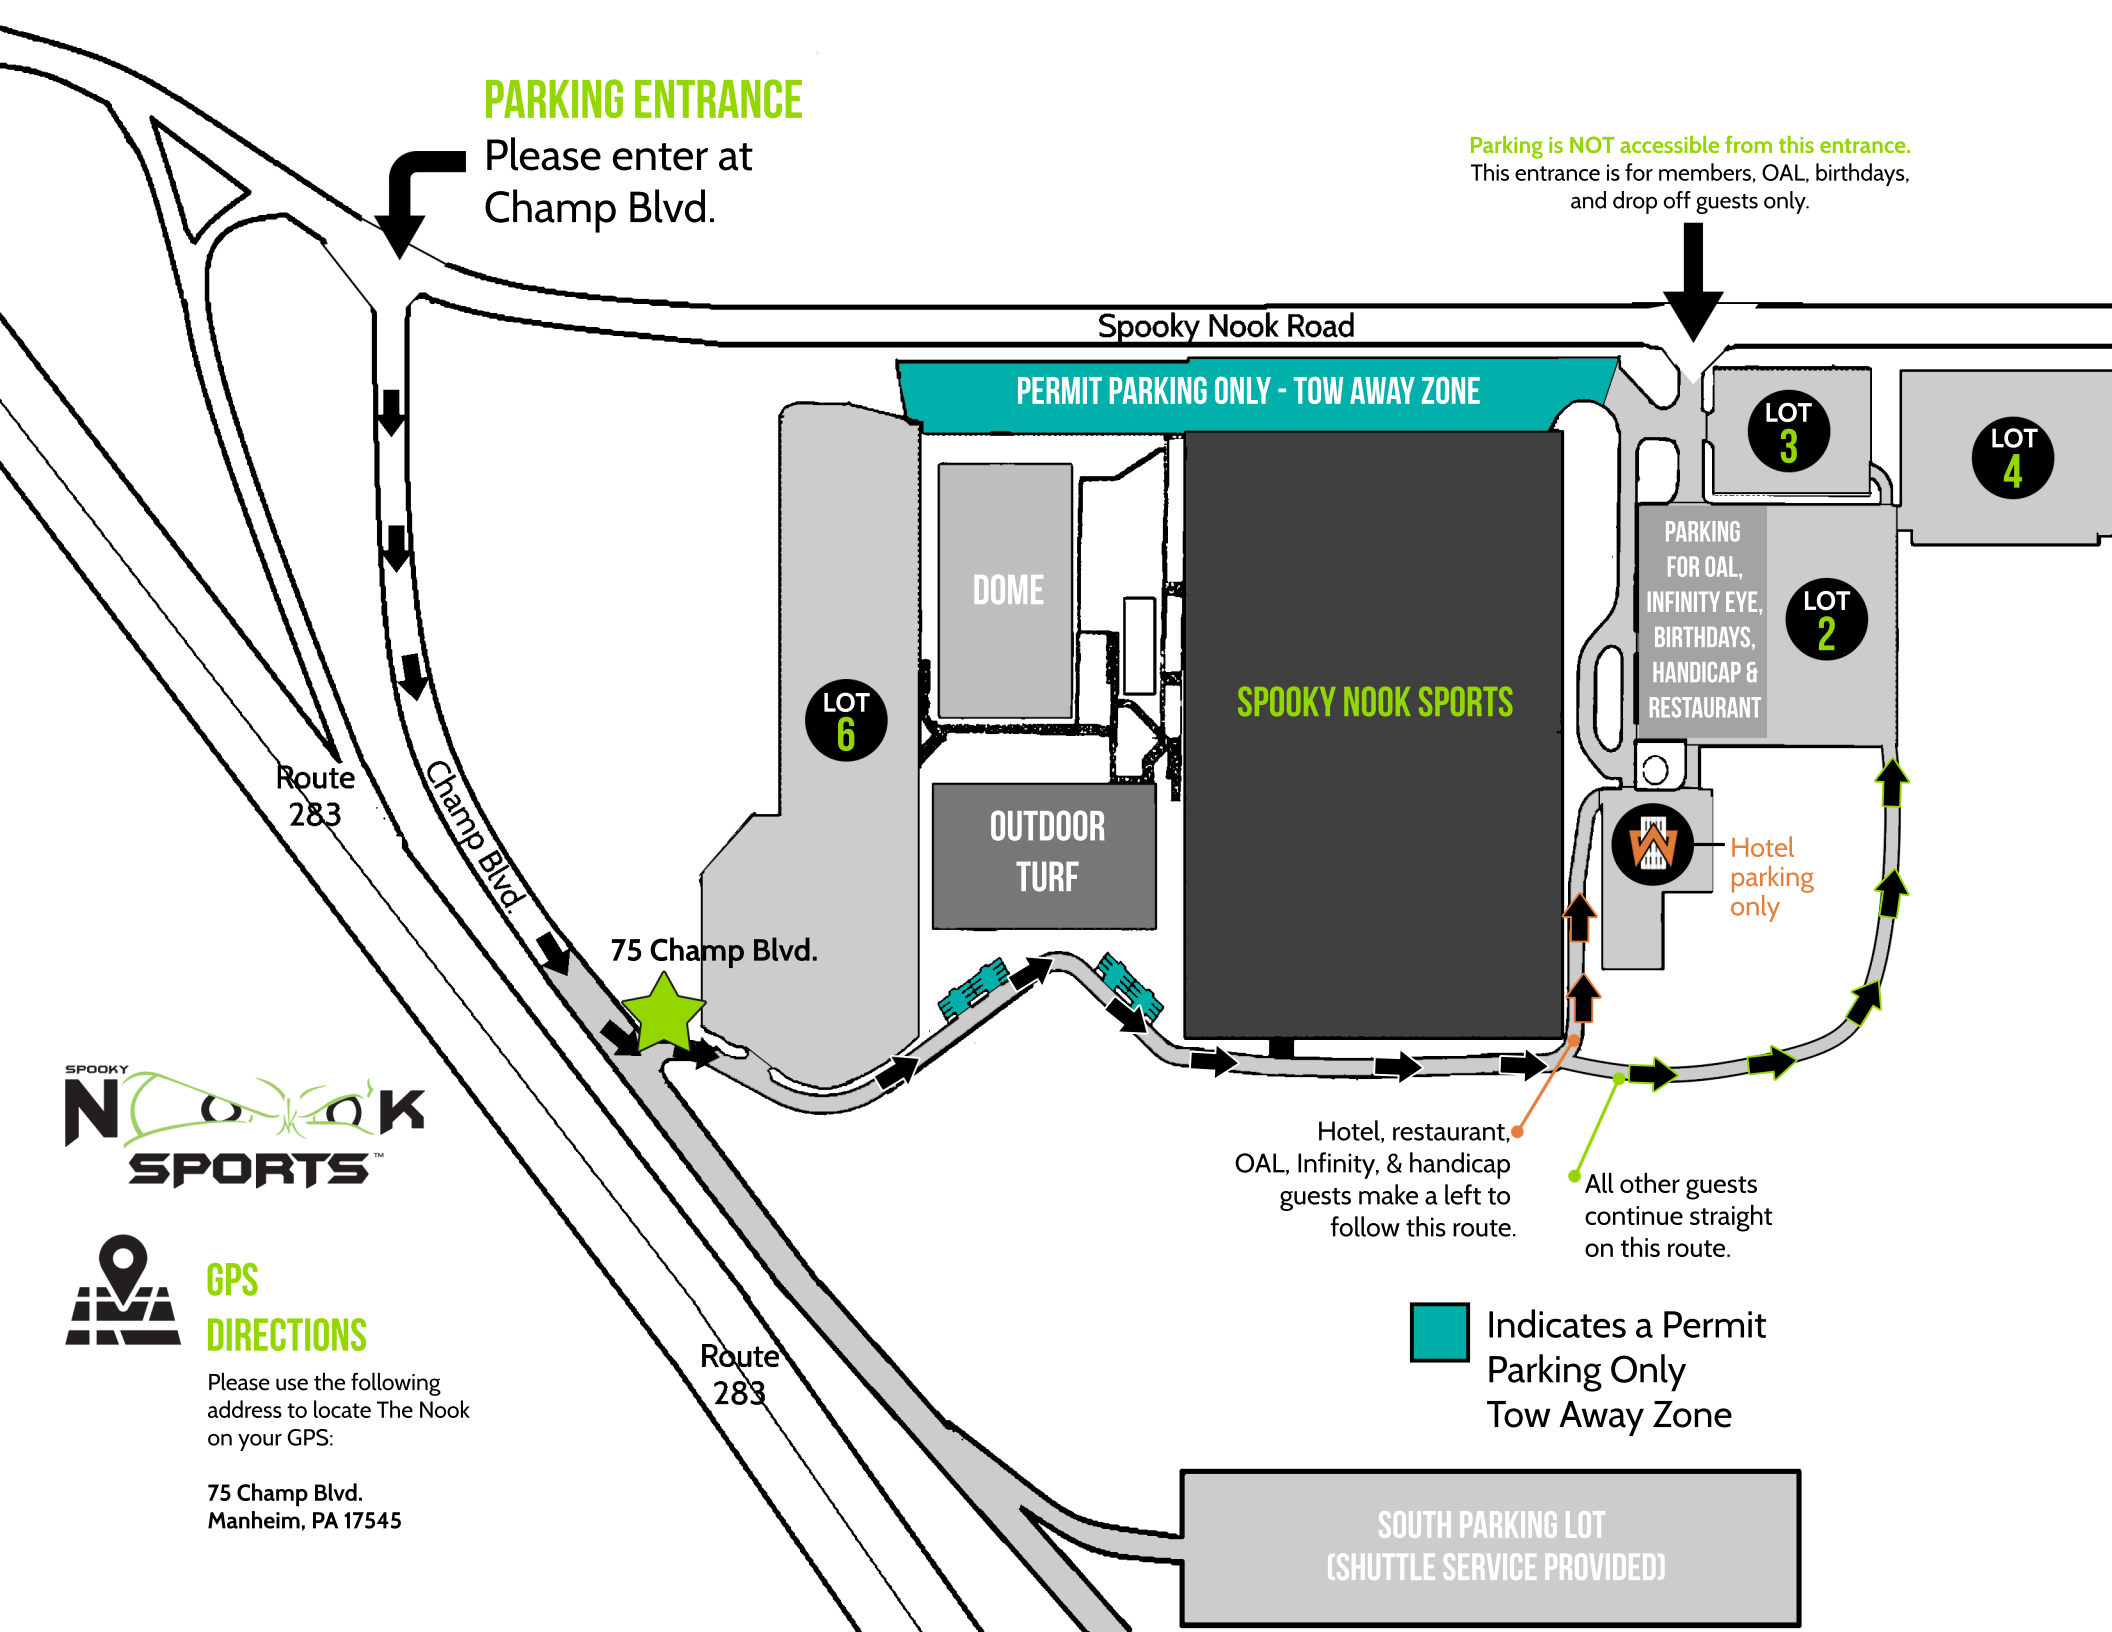 PARKING ENTRANCE
Please enter at
Champ Blvd.
Parking is NOT accessible from this entrance.
This entrance is for members, OAL, birthdays,
and drop off guests only.
Spooky Nook Road
PERMIT PARKING ONLY - TOW AWAY ZONE
LOT
3
LOT
4
PARKING
FOR OAL,
INFINITY EYE,
BIRTHDAYS,
HANDICAP &
RESTAURANT
LOT
2
DOME
LOT
6
SPOOKY NOOK SPORTS
OUTDOOR
TURF
Route
283
Champ Blvd.
W
Hotel
parking
only
75 Champ Blvd.
SPOOKY
NOOK
SPORTS™
Hotel, restaurant,
OAL, Infinity, & handicap
guests make a left to
follow this route.
All other guests
continue straight
on this route.
GPS
DIRECTIONS
Please use the following
address to locate The Nook
on your GPS:
75 Champ Blvd.
Manheim, PA 17545
Route
283
Indicates a Permit
Parking Only
Tow Away Zone
SOUTH PARKING LOT
(SHUTTLE SERVICE PROVIDED)